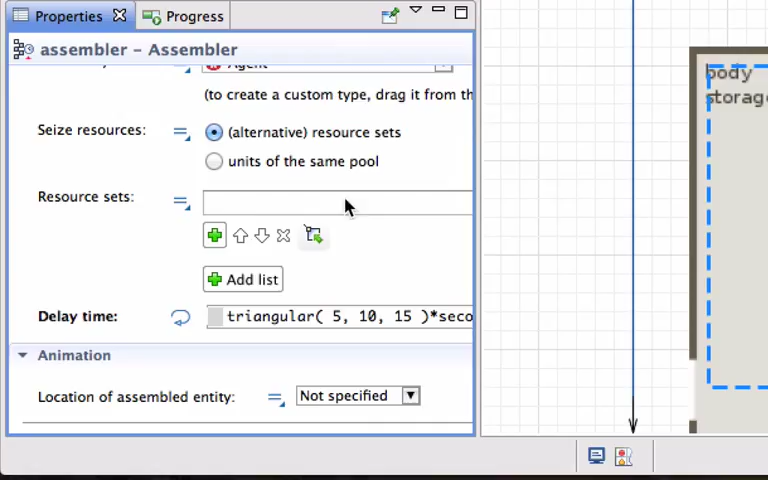 Properties Progress
assembler – Assembler
Agent
(to create a custom type, drag it from th
Seize resources: (alternative) resource sets
units of the same pool
Resource sets:
Add list
Delay time: triangular( 5, 10, 15 )*seco
Animation
Location of assembled entity: Not specified
body
storag